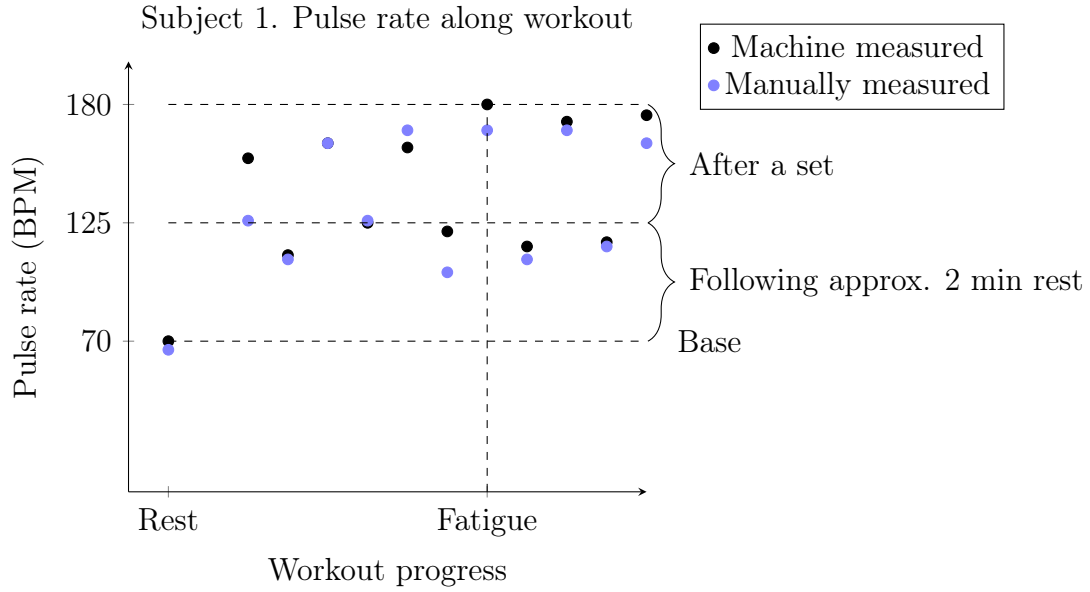 Subject 1. Pulse rate along workout
Machine measured
Manually measured
180
125
70
Pulse rate (BPM)
After a set
Following approx. 2 min rest
Base
Rest
Fatigue
Workout progress